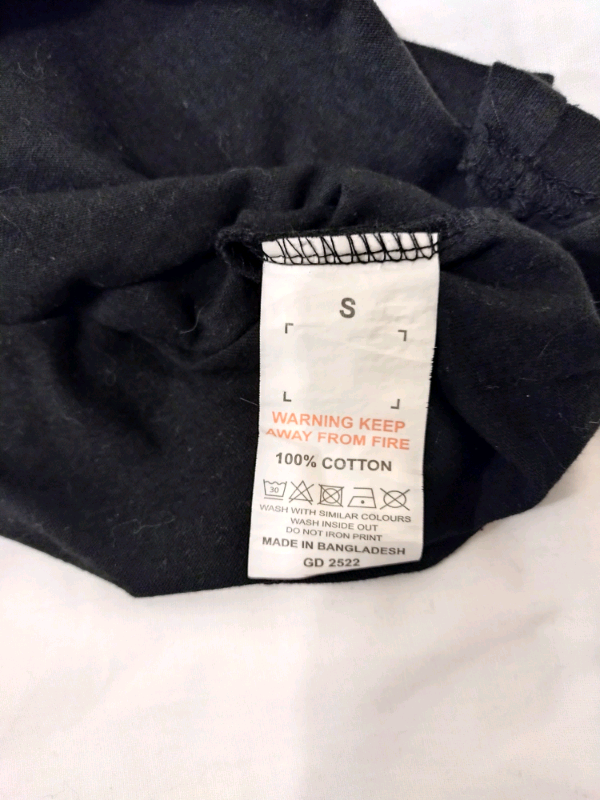 S
WARNING KEEP
AWAY FROM FIRE
100% COTTON
30
WASH WITH SIMILAR COLOURS
WASH INSIDE OUT
DO NOT IRON PRINT
MADE IN BANGLADESH
GD 2522